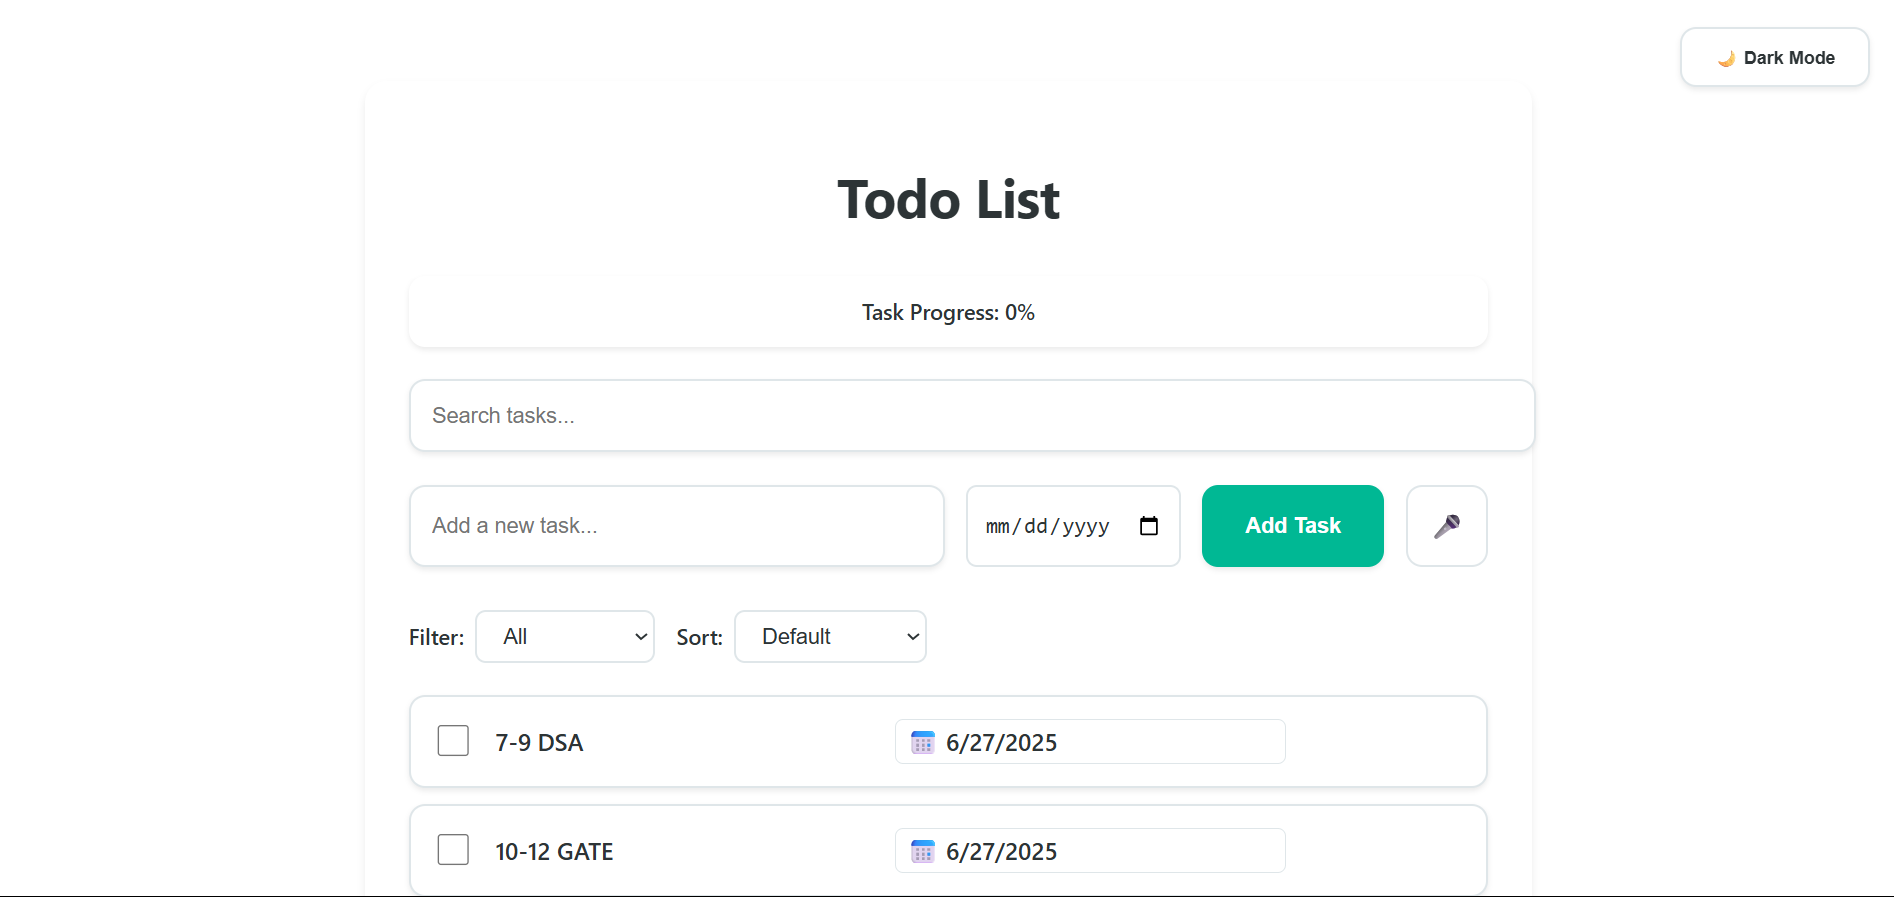 🌙 Dark Mode
Todo List
Task Progress: 0%
Search tasks...
Add a new task... mm/dd/yyyy Add Task
Filter: All Sort: Default
7-9 DSA 6/27/2025
10-12 GATE 6/27/2025